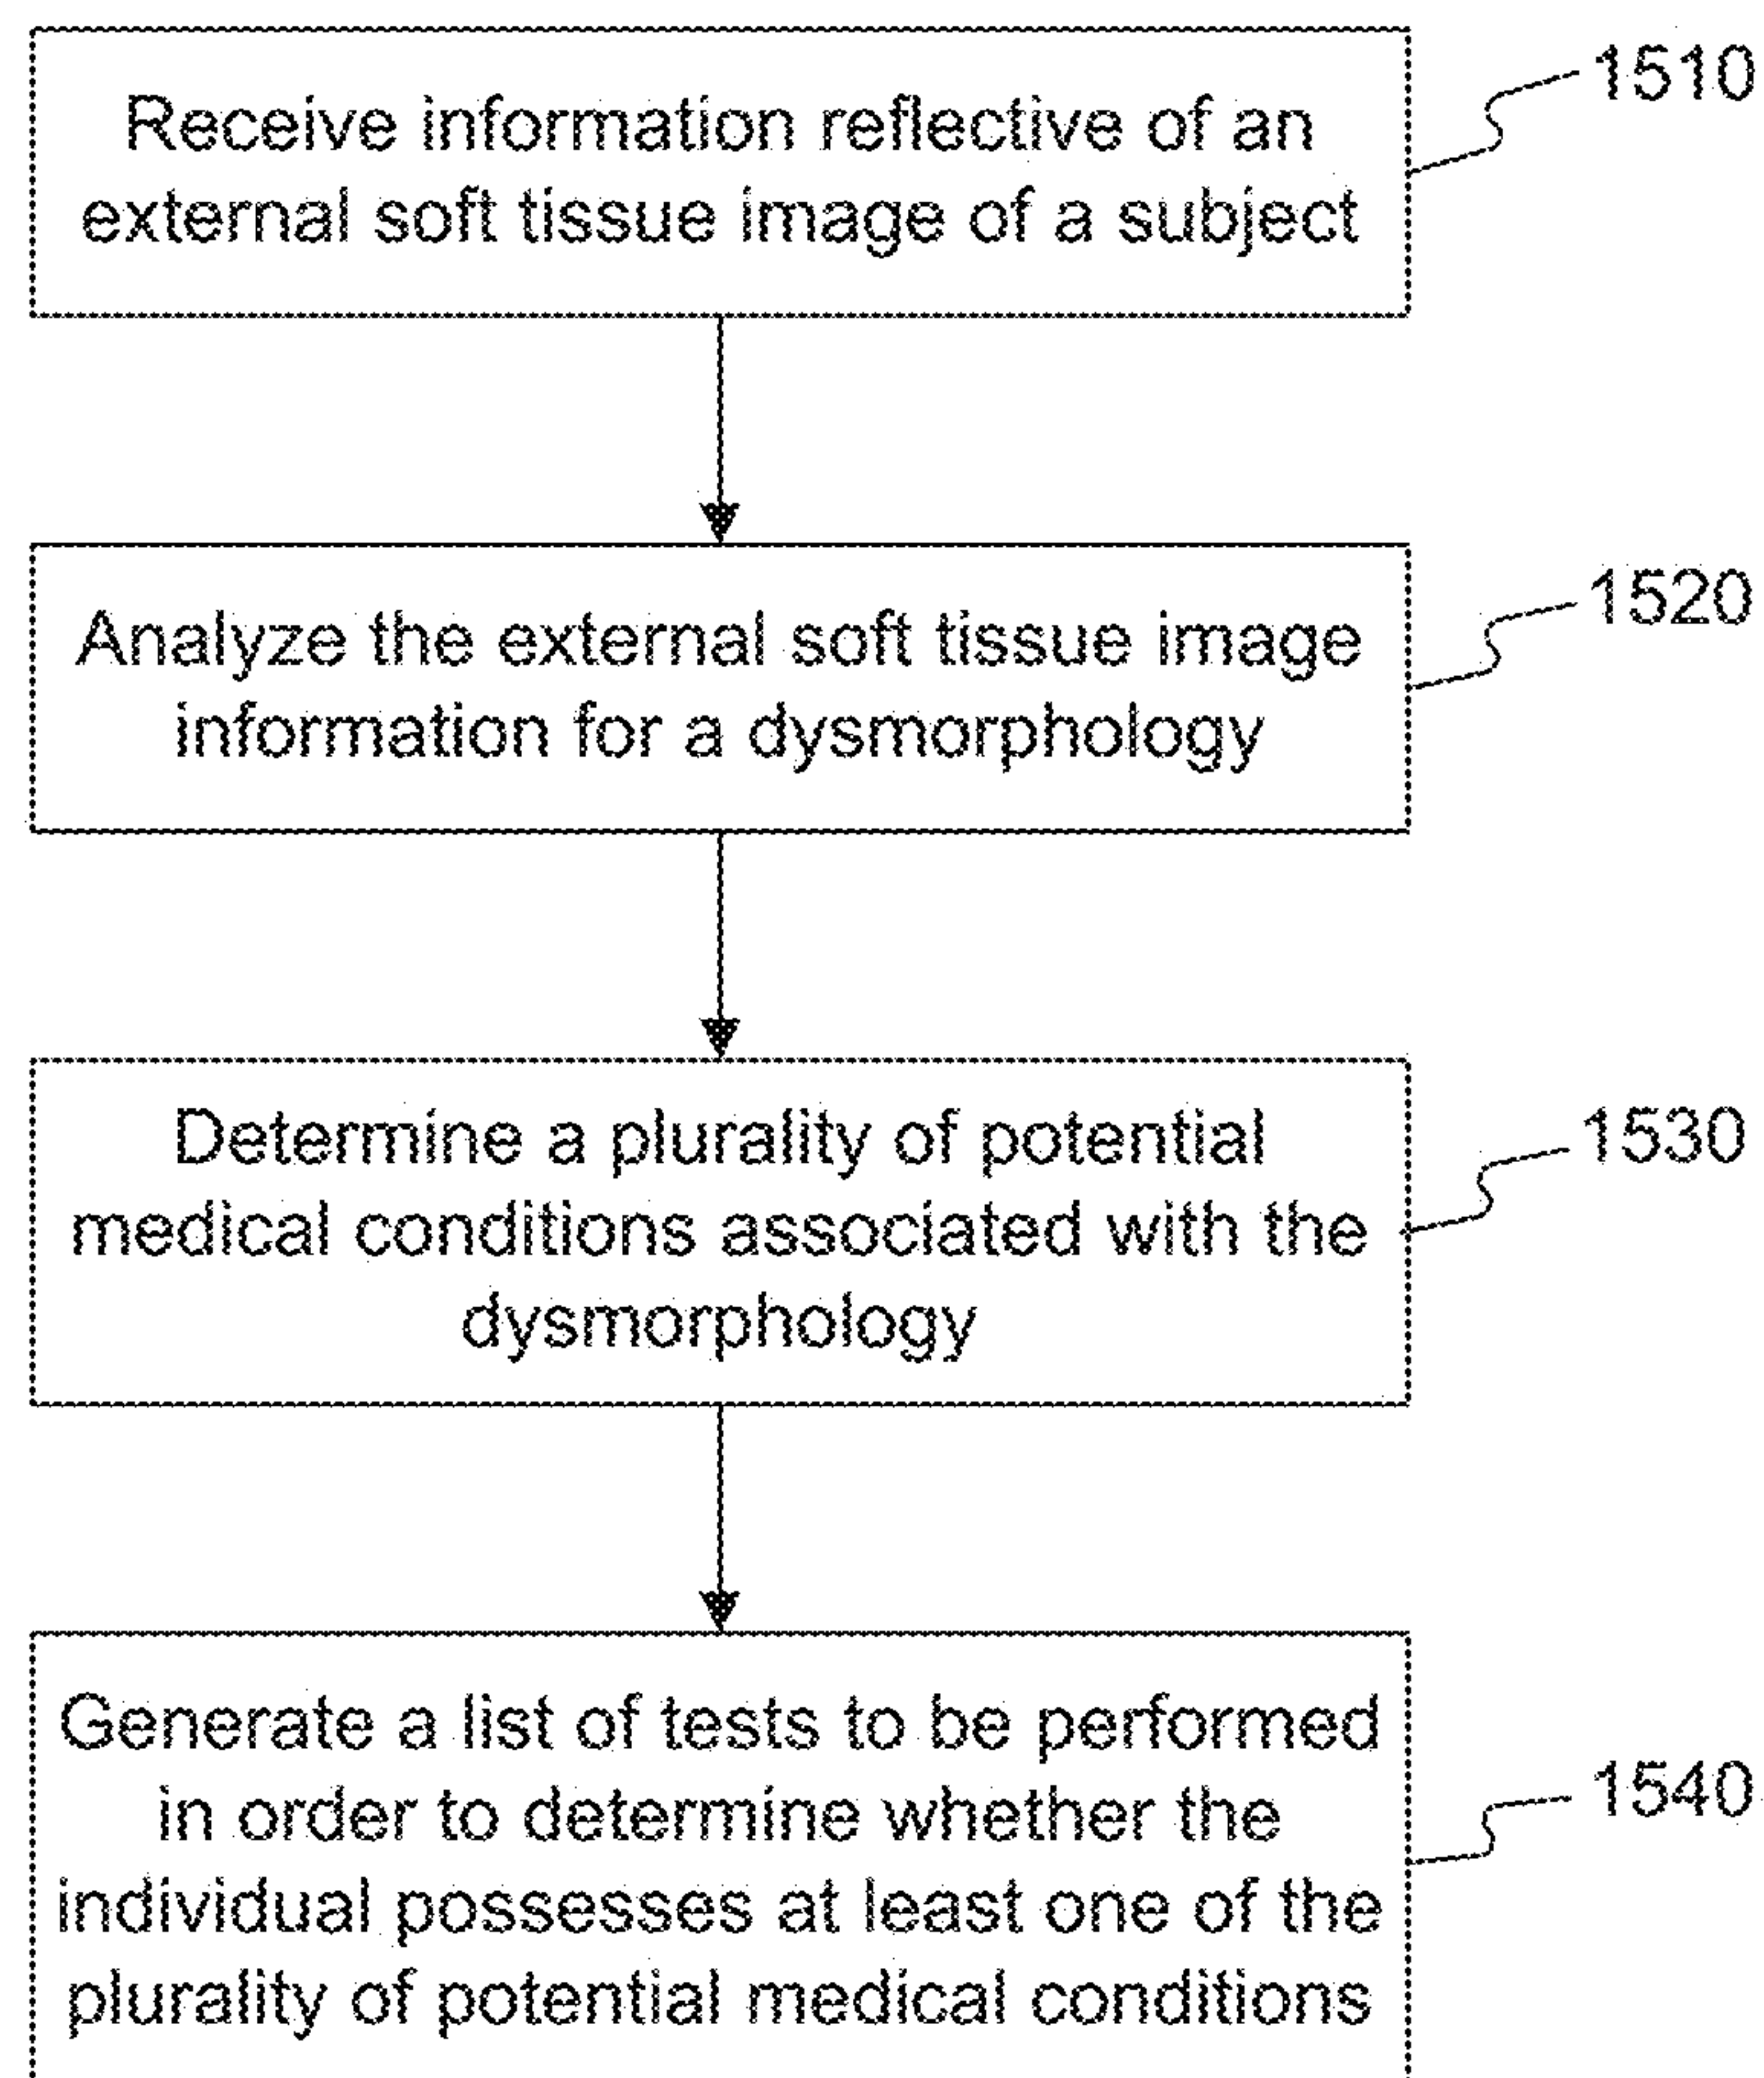 Receive information reflective of an
external soft tissue image of a subject
1510
Analyze the external soft tissue image
information for a dysmorphology
1520
Determine a plurality of potential
medical conditions associated with the
dysmorphology
1530
Generate a list of tests to be performed
in order to determine whether the
individual possesses at least one of the
plurality of potential medical conditions
1540